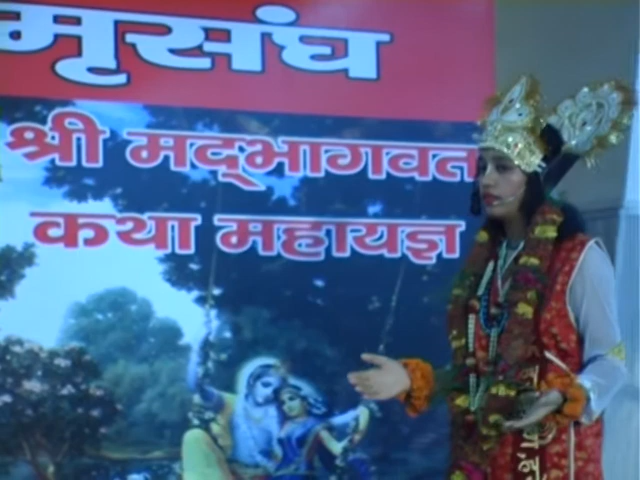 मृसंघ
श्री मद्भागवत
कथा महायज्ञ